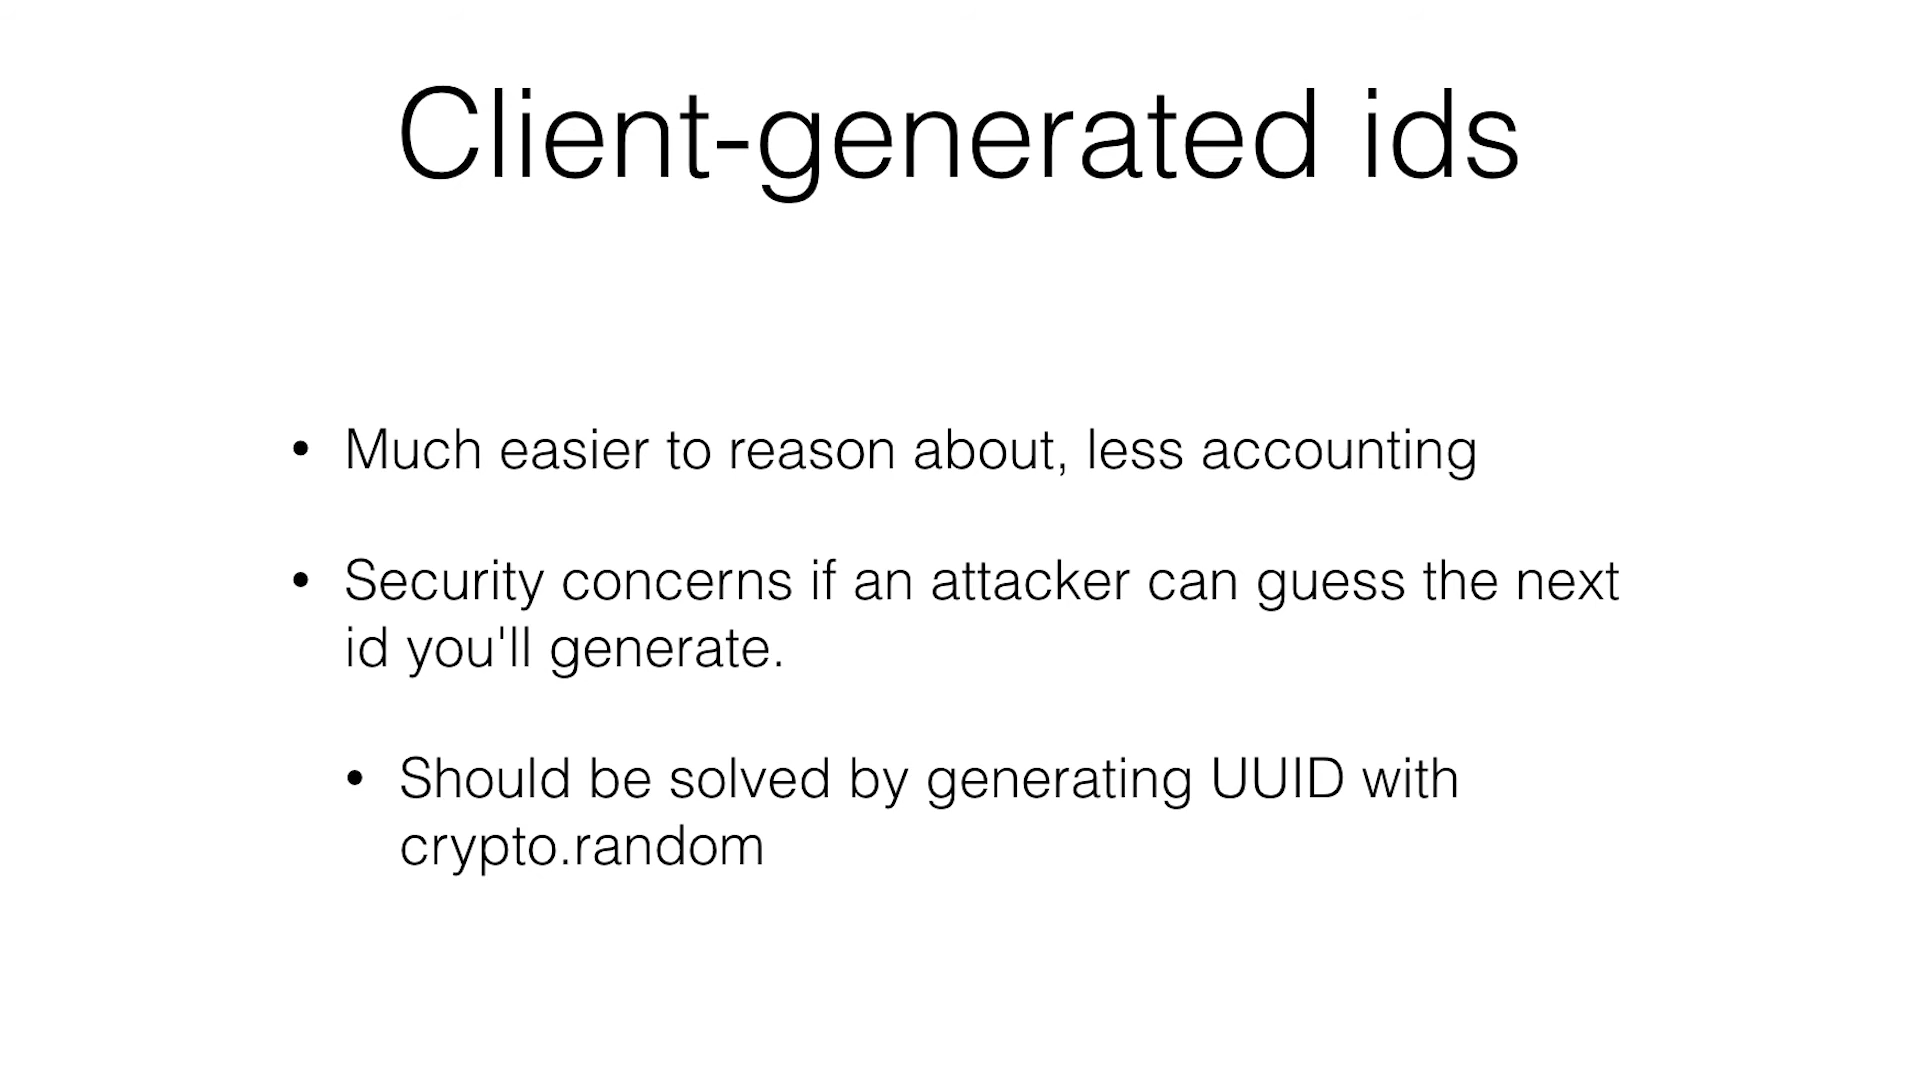 Client-generated ids
• Much easier to reason about, less accounting
• Security concerns if an attacker can guess the next
id you'll generate.
• Should be solved by generating UUID with
crypto.random